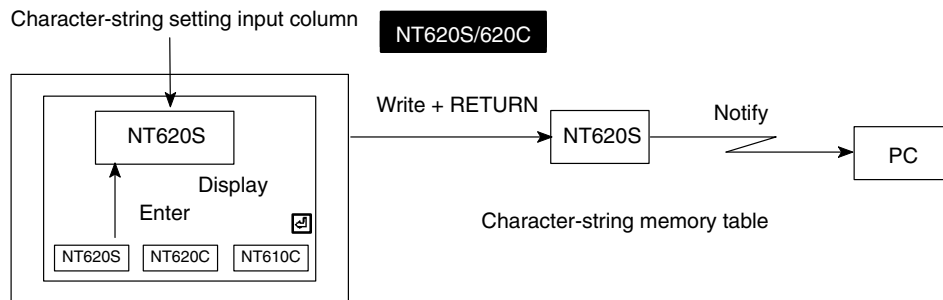 Character-string setting input column
NT620S/620C
Write + RETURN
Notify
NT620S
NT620S
PC
Display
Enter
Character-string memory table
NT620S
NT620C
NT610C